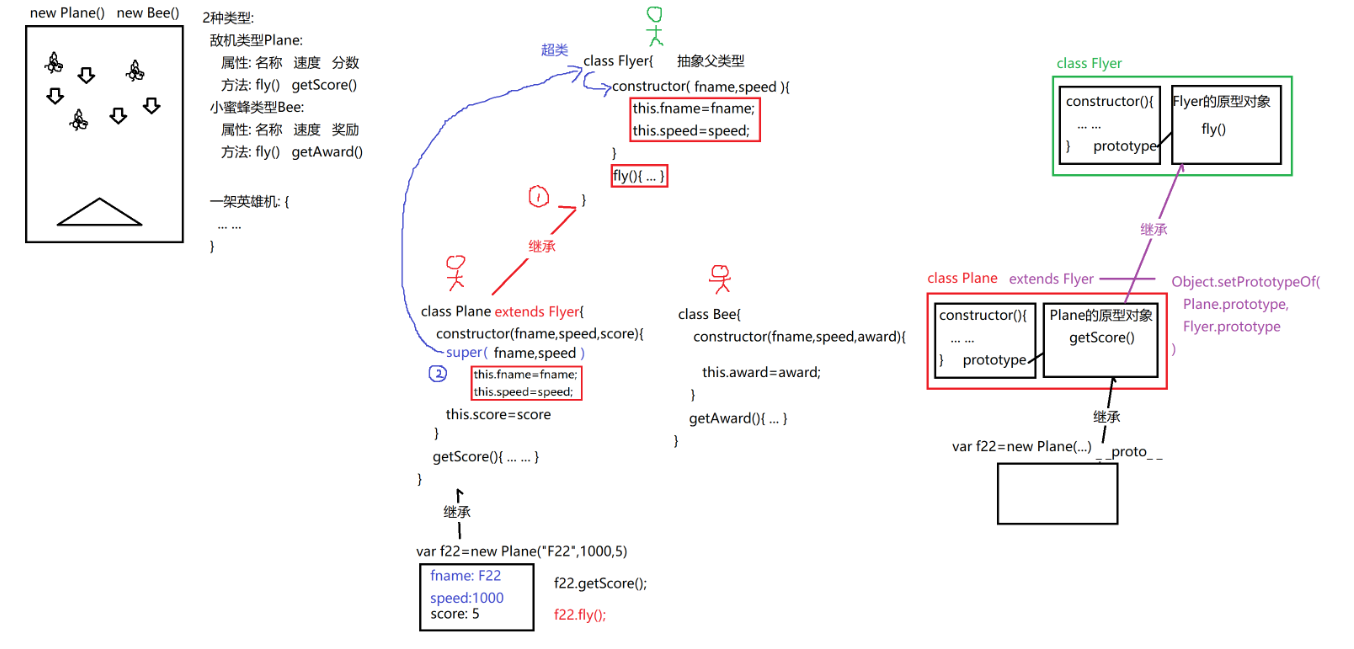 new Plane() new Bee()
2种类型:
敌机类型Plane:
属性: 名称 速度 分数
方法: fly() getScore()
小蜜蜂类型Bee:
属性: 名称 速度 奖励
方法: fly() getAward()
一架英雄机: {
... ...
}
超类
class Flyer{ 抽象父类型
constructor( fname,speed ){
this.fname=fname;
this.speed=speed;
}
fly(){ ... }
}
①
继承
class Plane extends Flyer{
constructor(fname,speed,score){
super( fname,speed )
②
this.fname=fname;
this.speed=speed;
this.score=score
}
getScore(){ ... ... }
}
继承
var f22=new Plane("F22",1000,5)
fname: F22
speed:1000
score: 5
f22.getScore();
f22.fly();
class Bee{
constructor(fname,speed,award){
this.award=award;
}
getAward(){ ... }
}
class Flyer
constructor(){
... ...
} prototype
Flyer的原型对象
fly()
继承
class Plane extends Flyer
Object.setPrototypeOf(
Plane.prototype,
Flyer.prototype
)
constructor(){
... ...
} prototype
Plane的原型对象
getScore()
继承
var f22=new Plane(...) __proto__